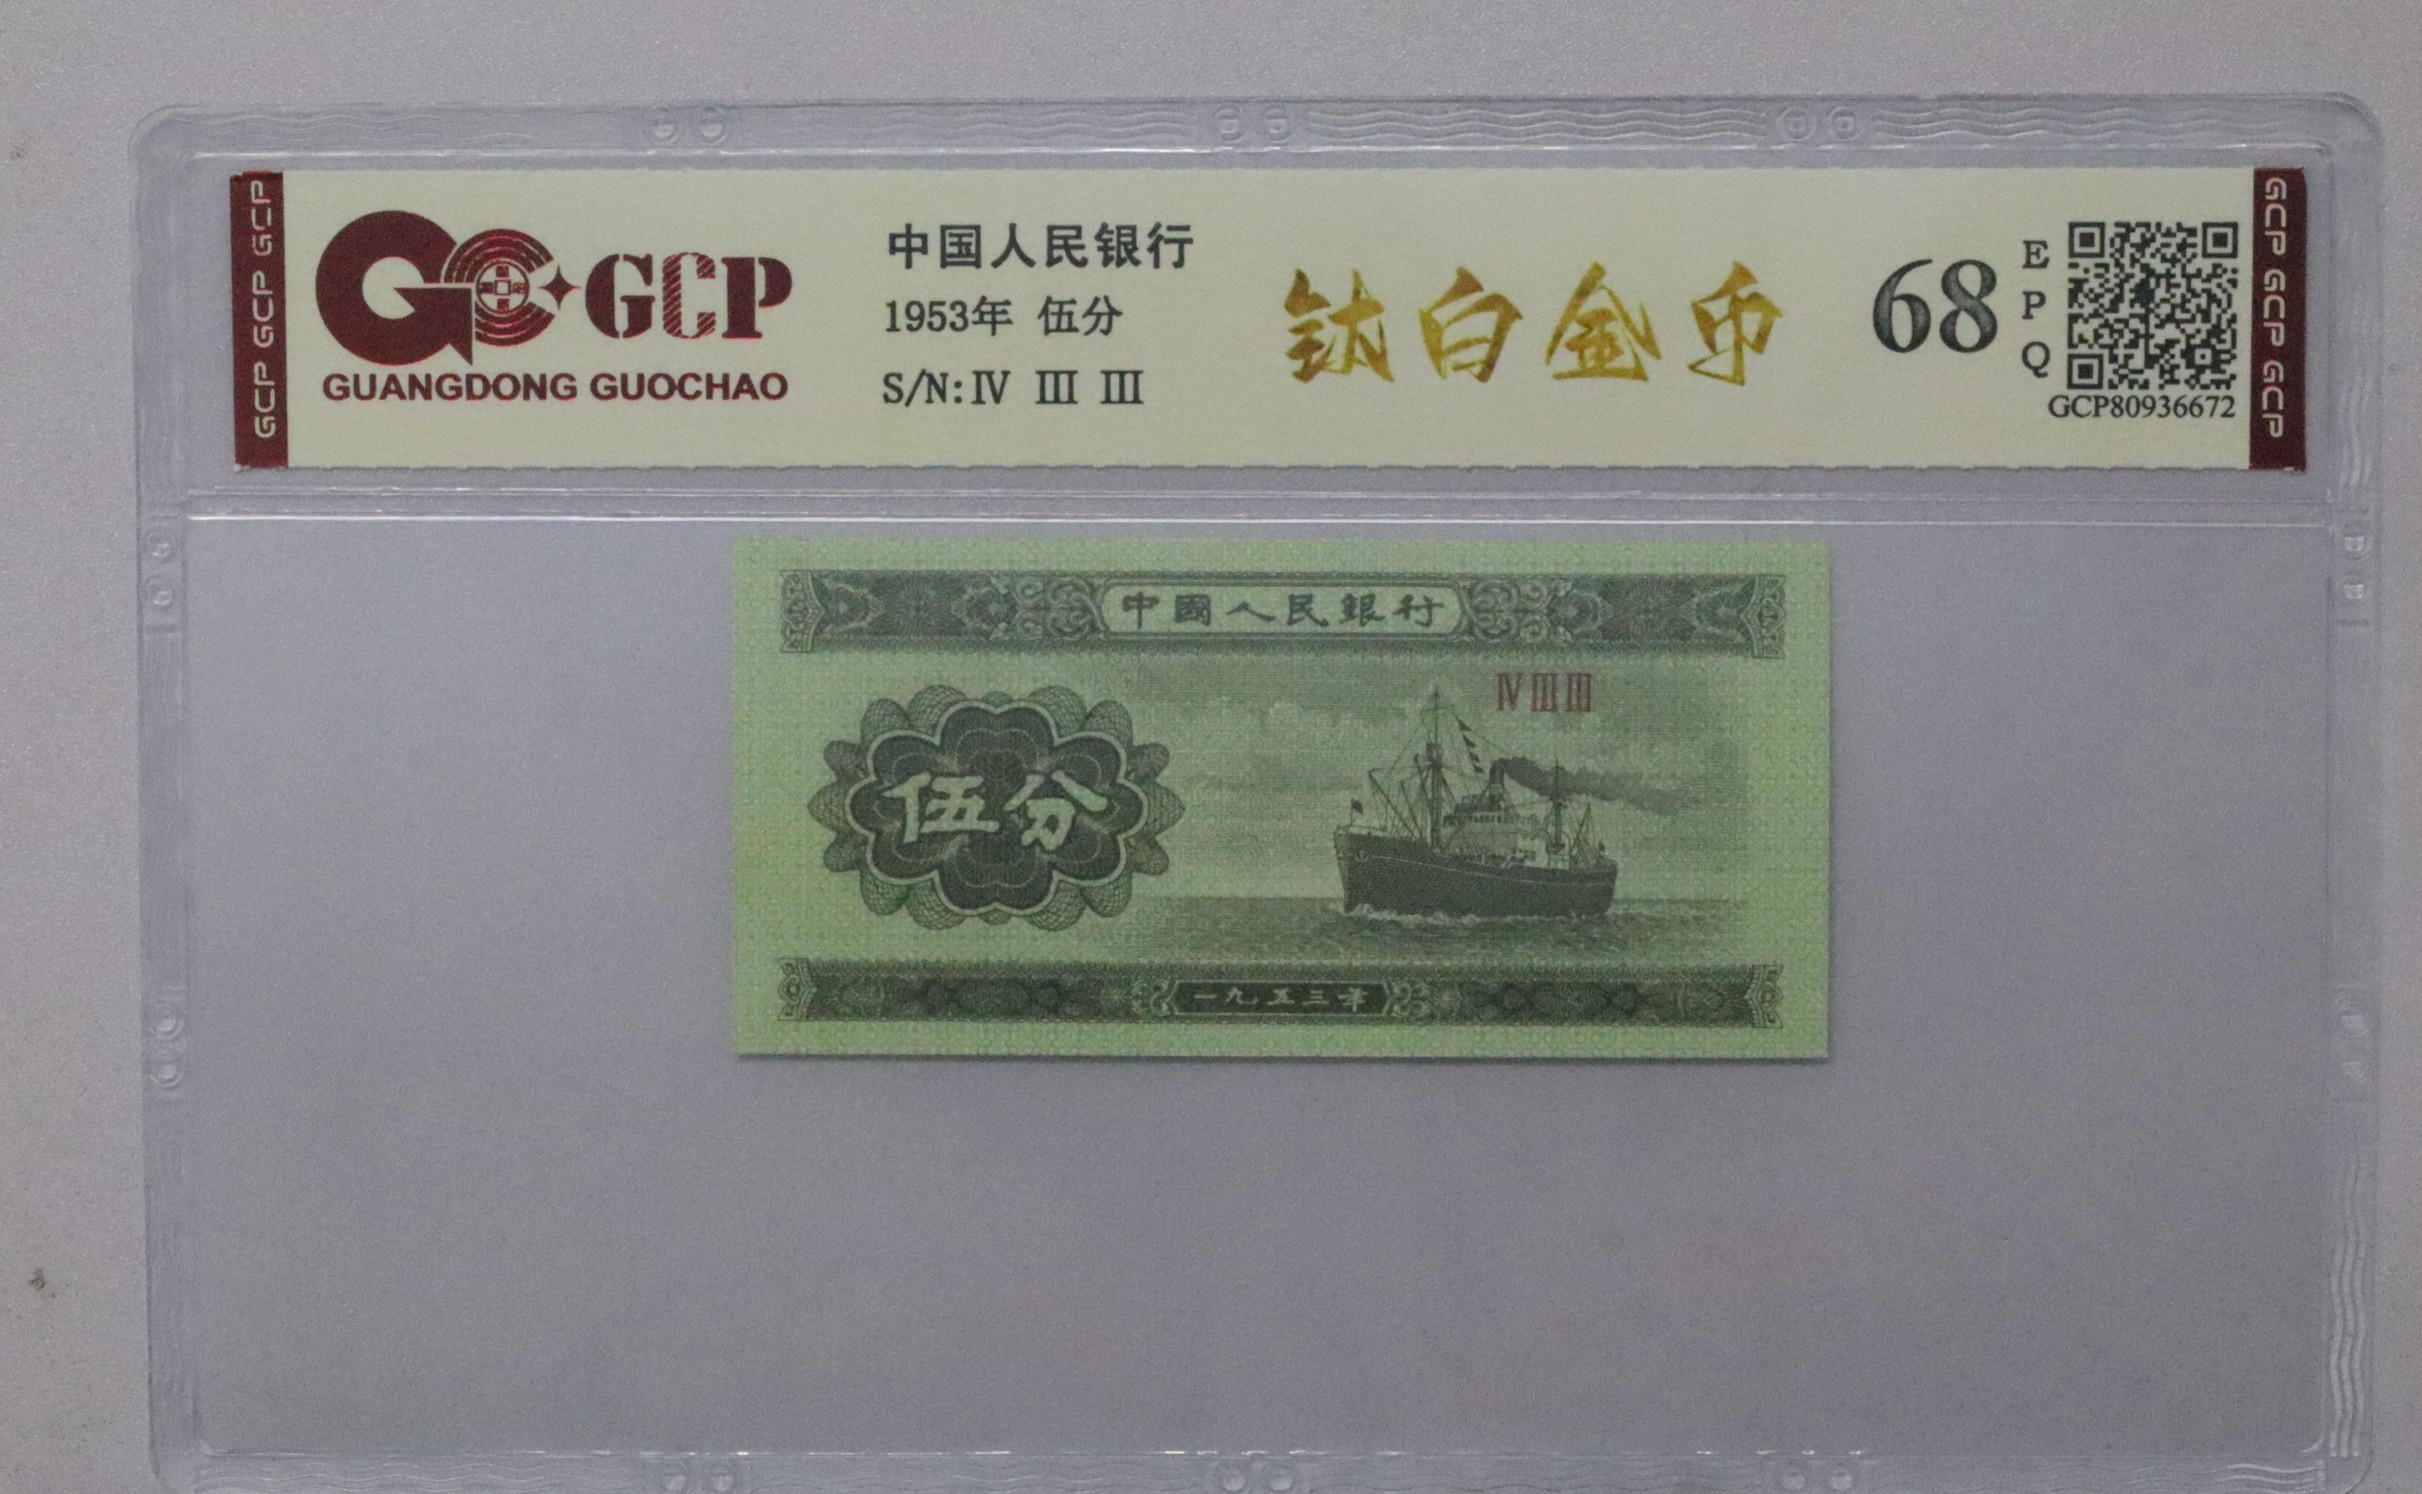 GCP GCP GCP
GCP
GUANGDONG GUOCHAO
中国人民银行
1953年 伍分
S/N: Ⅳ Ⅲ Ⅲ
钛白金币
68
E
P
Q
GCP80936672
GCP GCP GCP
中國人民銀行
ⅣⅢⅢ
伍分
一九五三年